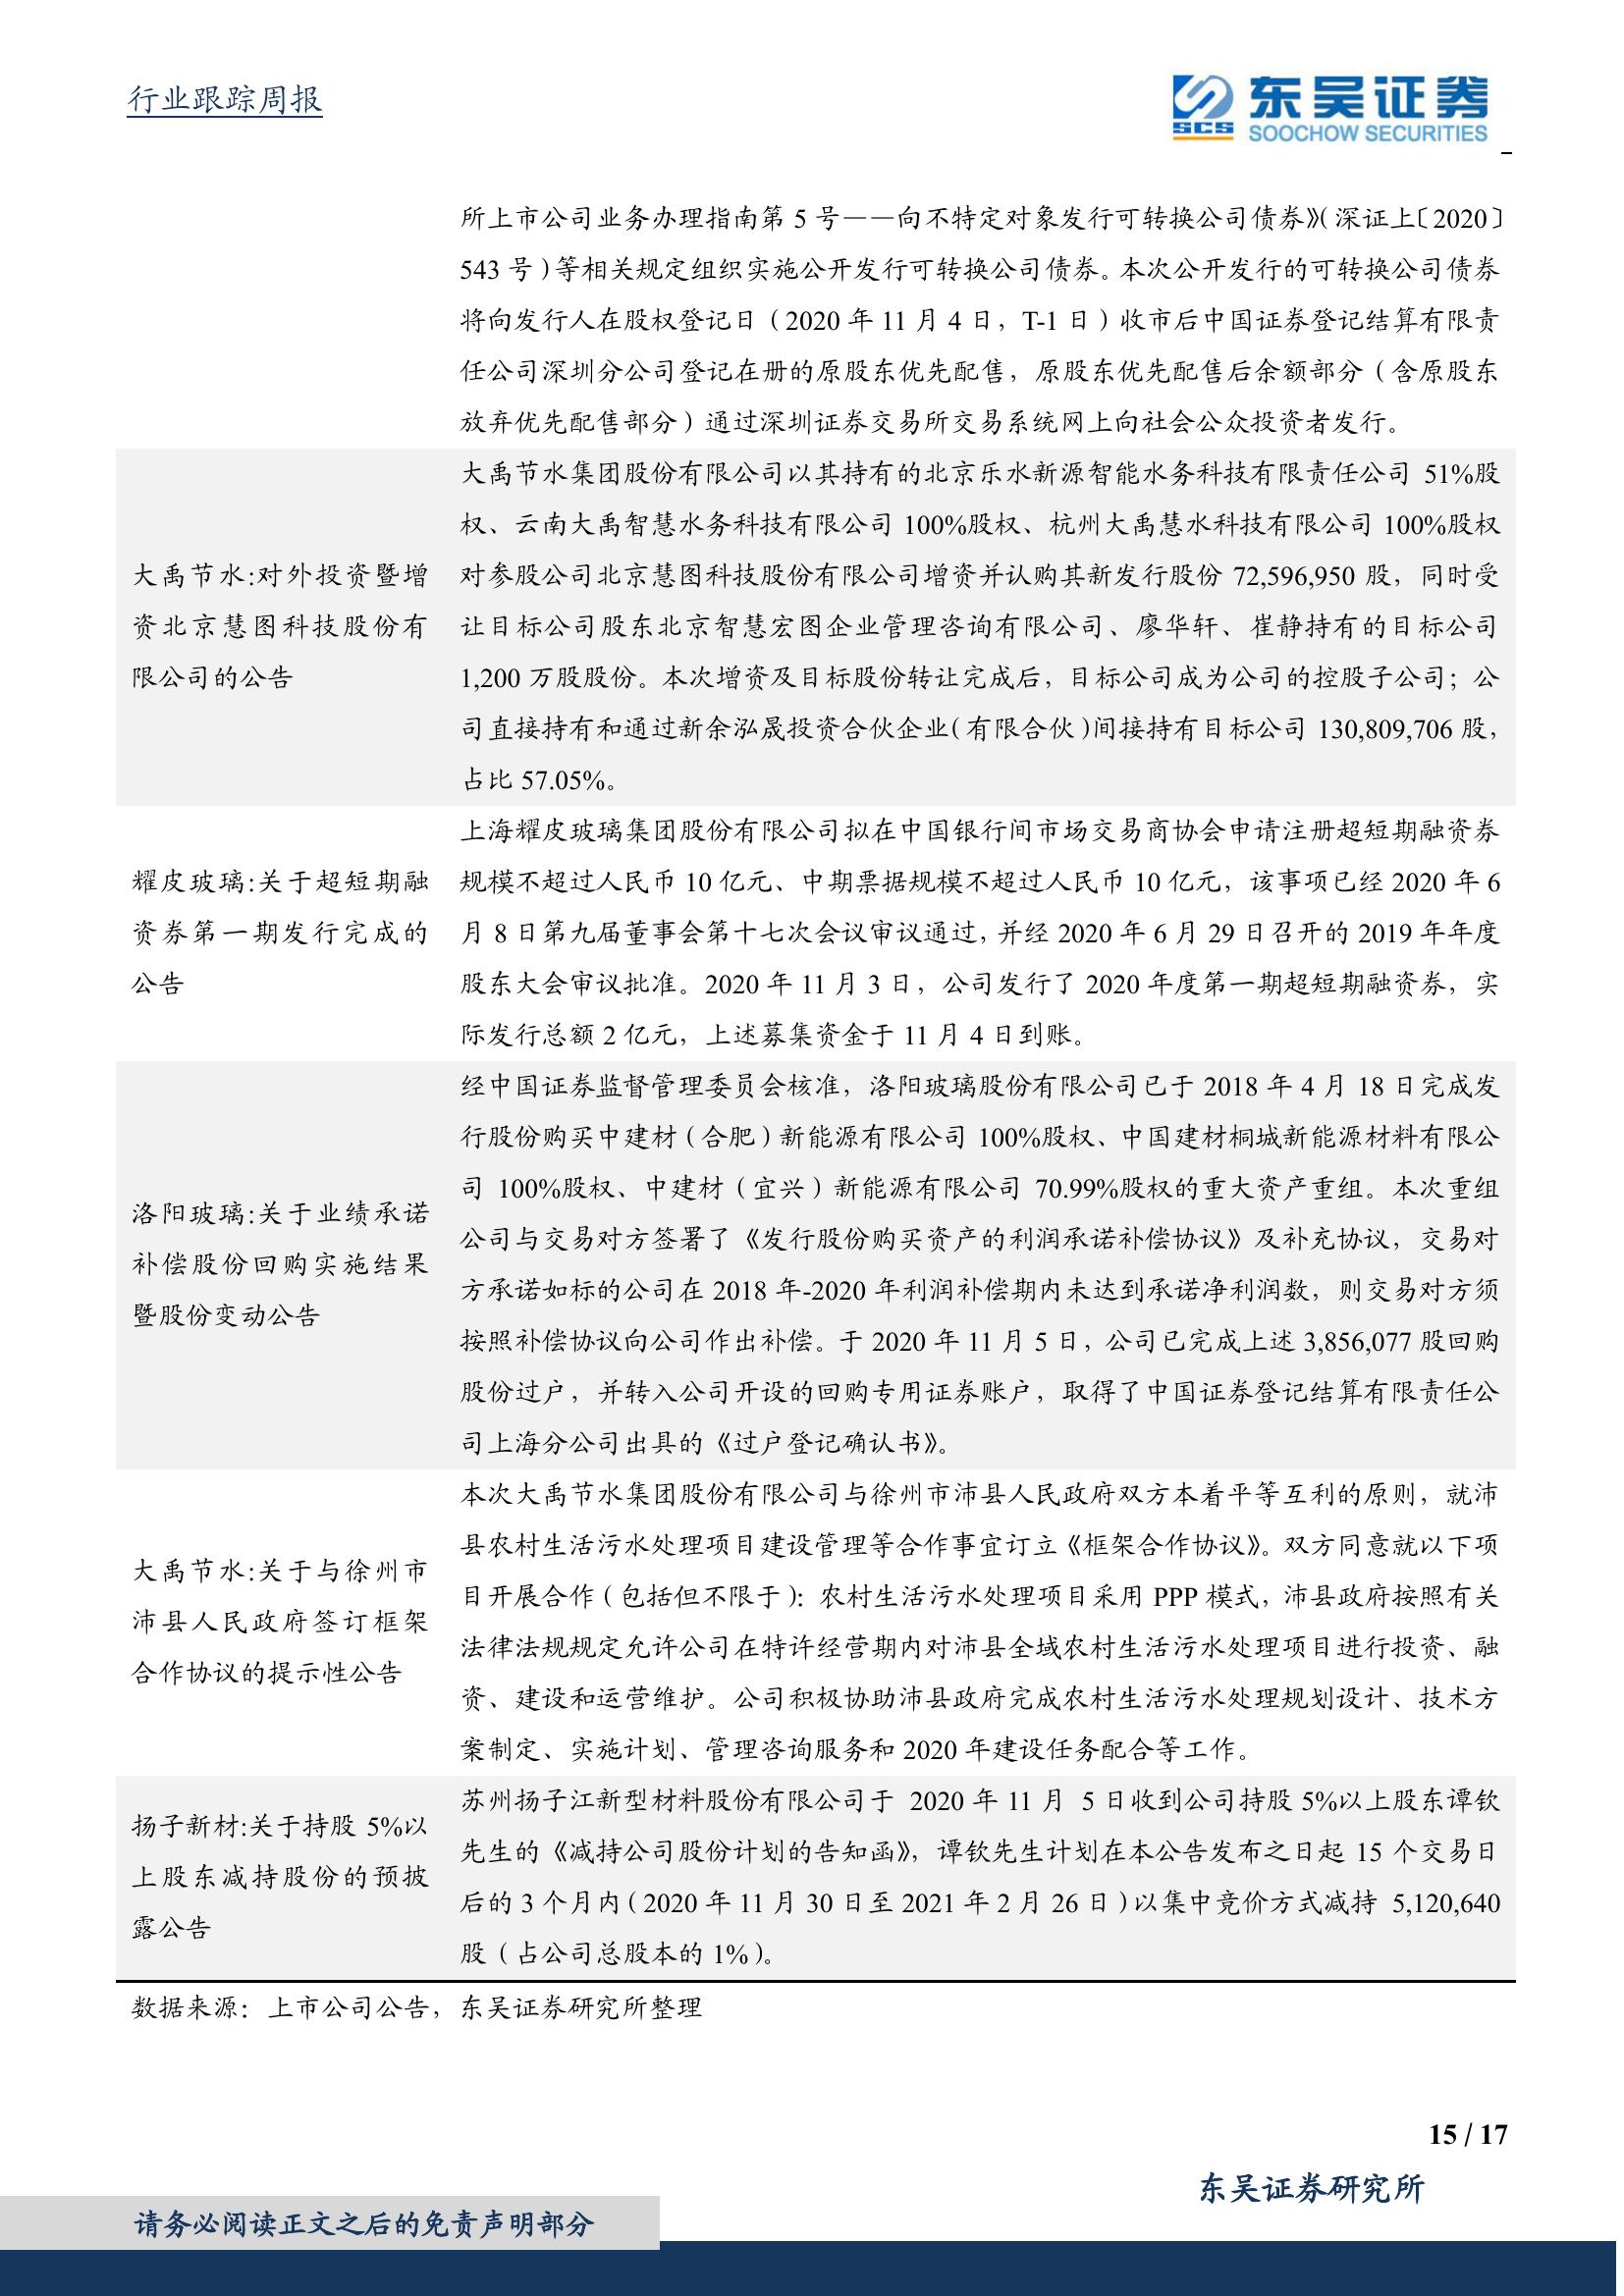 行业跟踪周报
东吴证券
SCS
SOOCHOW SECURITIES
所上市公司业务办理指南第 5 号——向不特定对象发行可转换公司债券》（深证上〔2020〕
543 号）等相关规定组织实施公开发行可转换公司债券。本次公开发行的可转换公司债券
将向发行人在股权登记日（2020 年 11 月 4 日，T-1 日）收市后中国证券登记结算有限责
任公司深圳分公司登记在册的原股东优先配售，原股东优先配售后余额部分（含原股东
放弃优先配售部分）通过深圳证券交易所交易系统网上向社会公众投资者发行。
大禹节水:对外投资暨增
资北京慧图科技股份有
限公司的公告
大禹节水集团股份有限公司以其持有的北京乐水新源智能水务科技有限责任公司 51%股
权、云南大禹智慧水务科技有限公司 100%股权、杭州大禹慧水科技有限公司 100%股权
对参股公司北京慧图科技股份有限公司增资并认购其新发行股份 72,596,950 股，同时受
让目标公司股东北京智慧宏图企业管理咨询有限公司、廖华轩、崔静持有的目标公司
1,200 万股股份。本次增资及目标股份转让完成后，目标公司成为公司的控股子公司；公
司直接持有和通过新余泓晟投资合伙企业（有限合伙）间接持有目标公司 130,809,706 股，
占比 57.05%。
耀皮玻璃:关于超短期融
资券第一期发行完成的
公告
上海耀皮玻璃集团股份有限公司拟在中国银行间市场交易商协会申请注册超短期融资券
规模不超过人民币 10 亿元、中期票据规模不超过人民币 10 亿元，该事项已经 2020 年 6
月 8 日第九届董事会第十七次会议审议通过，并经 2020 年 6 月 29 日召开的 2019 年年度
股东大会审议批准。2020 年 11 月 3 日，公司发行了 2020 年度第一期超短期融资券，实
际发行总额 2 亿元，上述募集资金于 11 月 4 日到账。
洛阳玻璃:关于业绩承诺
补偿股份回购实施结果
暨股份变动公告
经中国证券监督管理委员会核准，洛阳玻璃股份有限公司已于 2018 年 4 月 18 日完成发
行股份购买中建材（合肥）新能源有限公司 100%股权、中国建材桐城新能源材料有限公
司 100%股权、中建材（宜兴）新能源有限公司 70.99%股权的重大资产重组。本次重组
公司与交易对方签署了《发行股份购买资产的利润承诺补偿协议》及补充协议，交易对
方承诺如标的公司在 2018 年-2020 年利润补偿期内未达到承诺净利润数，则交易对方须
按照补偿协议向公司作出补偿。于 2020 年 11 月 5 日，公司已完成上述 3,856,077 股回购
股份过户，并转入公司开设的回购专用证券账户，取得了中国证券登记结算有限责任公
司上海分公司出具的《过户登记确认书》。
大禹节水:关于与徐州市
沛县人民政府签订框架
合作协议的提示性公告
本次大禹节水集团股份有限公司与徐州市沛县人民政府双方本着平等互利的原则，就沛
县农村生活污水处理项目建设管理等合作事宜订立《框架合作协议》。双方同意就以下项
目开展合作（包括但不限于）：农村生活污水处理项目采用 PPP 模式，沛县政府按照有关
法律法规规定允许公司在特许经营期内对沛县全域农村生活污水处理项目进行投资、融
资、建设和运营维护。公司积极协助沛县政府完成农村生活污水处理规划设计、技术方
案制定、实施计划、管理咨询服务和 2020 年建设任务配合等工作。
扬子新材:关于持股 5%以
上股东减持股份的预披
露公告
苏州扬子江新型材料股份有限公司于 2020 年 11 月 5 日收到公司持股 5%以上股东谭钦
先生的《减持公司股份计划的告知函》，谭钦先生计划在本公告发布之日起 15 个交易日
后的 3 个月内（2020 年 11 月 30 日至 2021 年 2 月 26 日）以集中竞价方式减持 5,120,640
股（占公司总股本的 1%）。
数据来源：上市公司公告，东吴证券研究所整理
15 / 17
东吴证券研究所
请务必阅读正文之后的免责声明部分